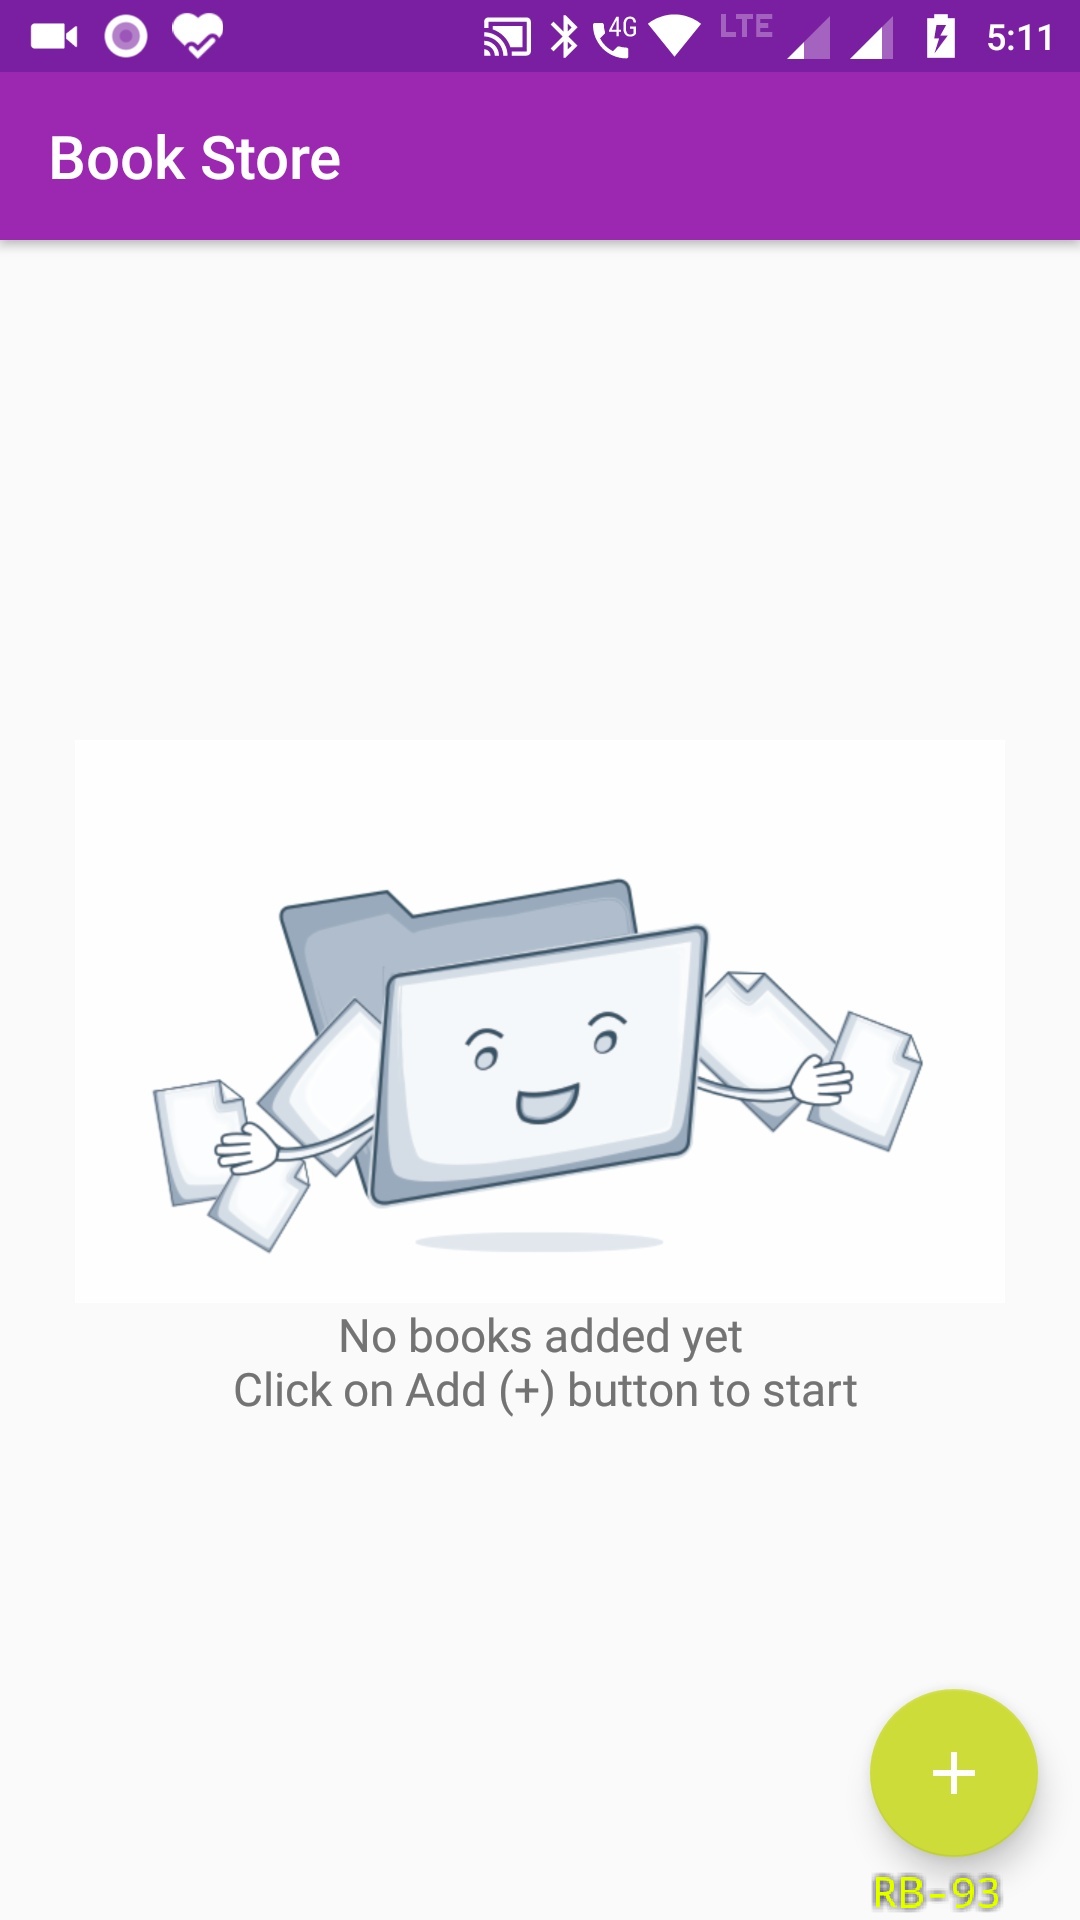 4G LTE 5:11
Book Store
No books added yet
Click on Add (+) button to start
RB-93